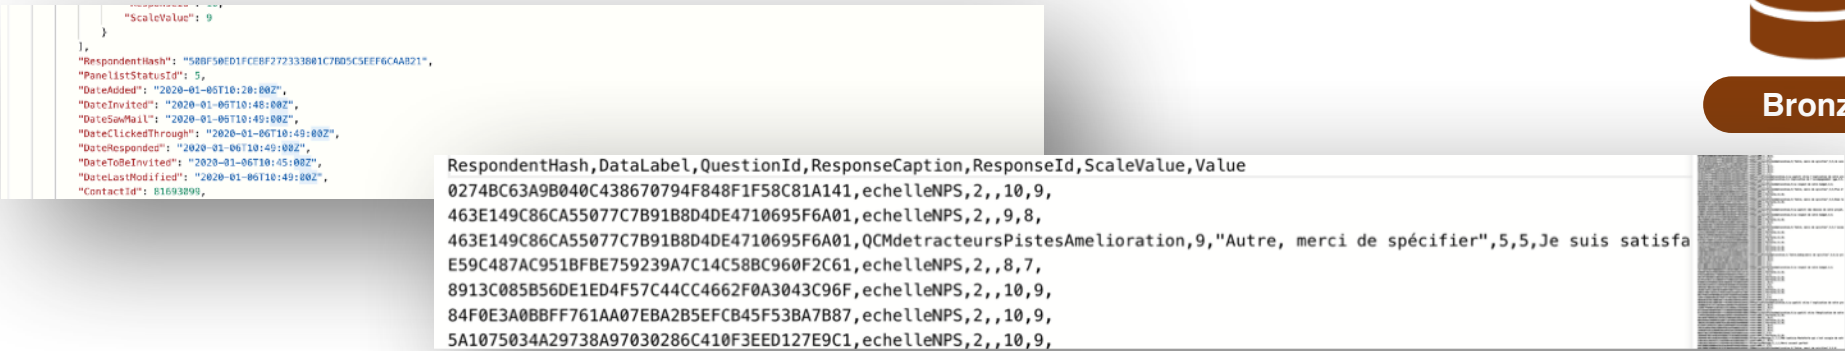 "ScaleValue": 9
}
],
"RespondentHash": "50BF50ED1FCE8F272333801C7BD5C5EEF6CAAB21",
"PanelistStatusId": 5,
"DateAdded": "2020-01-06T10:20:00Z",
"DateInvited": "2020-01-06T10:48:00Z",
"DateSawMail": "2020-01-06T10:49:00Z",
"DateClickedThrough": "2020-01-06T10:49:00Z",
"DateResponded": "2020-01-06T10:49:00Z",
"DateToBeInvited": "2020-01-06T10:45:00Z",
"DateLastModified": "2020-01-06T10:49:00Z",
"ContactId": 81693099,
Bronz
RespondentHash,DataLabel,QuestionId,ResponseCaption,ResponseId,ScaleValue,Value
0274BC63A9B040C438670794F848F1F58C81A141,echelleNPS,2,,10,9,
463E149C86CA55077C7B91B8D4DE4710695F6A01,echelleNPS,2,,9,8,
463E149C86CA55077C7B91B8D4DE4710695F6A01,QCMdetracteursPistesAmelioration,9,"Autre, merci de spécifier",5,5,Je suis satisfa
E59C487AC951BFBE759239A7C14C58BC960F2C61,echelleNPS,2,,8,7,
8913C085B56DE1ED4F57C44CC4662F0A3043C96F,echelleNPS,2,,10,9,
84F0E3A0BBFF761AA07EBA2B5EFCB45F53BA7B87,echelleNPS,2,,10,9,
5A1075034A29738A97030286C410F3EED127E9C1,echelleNPS,2,,10,9,